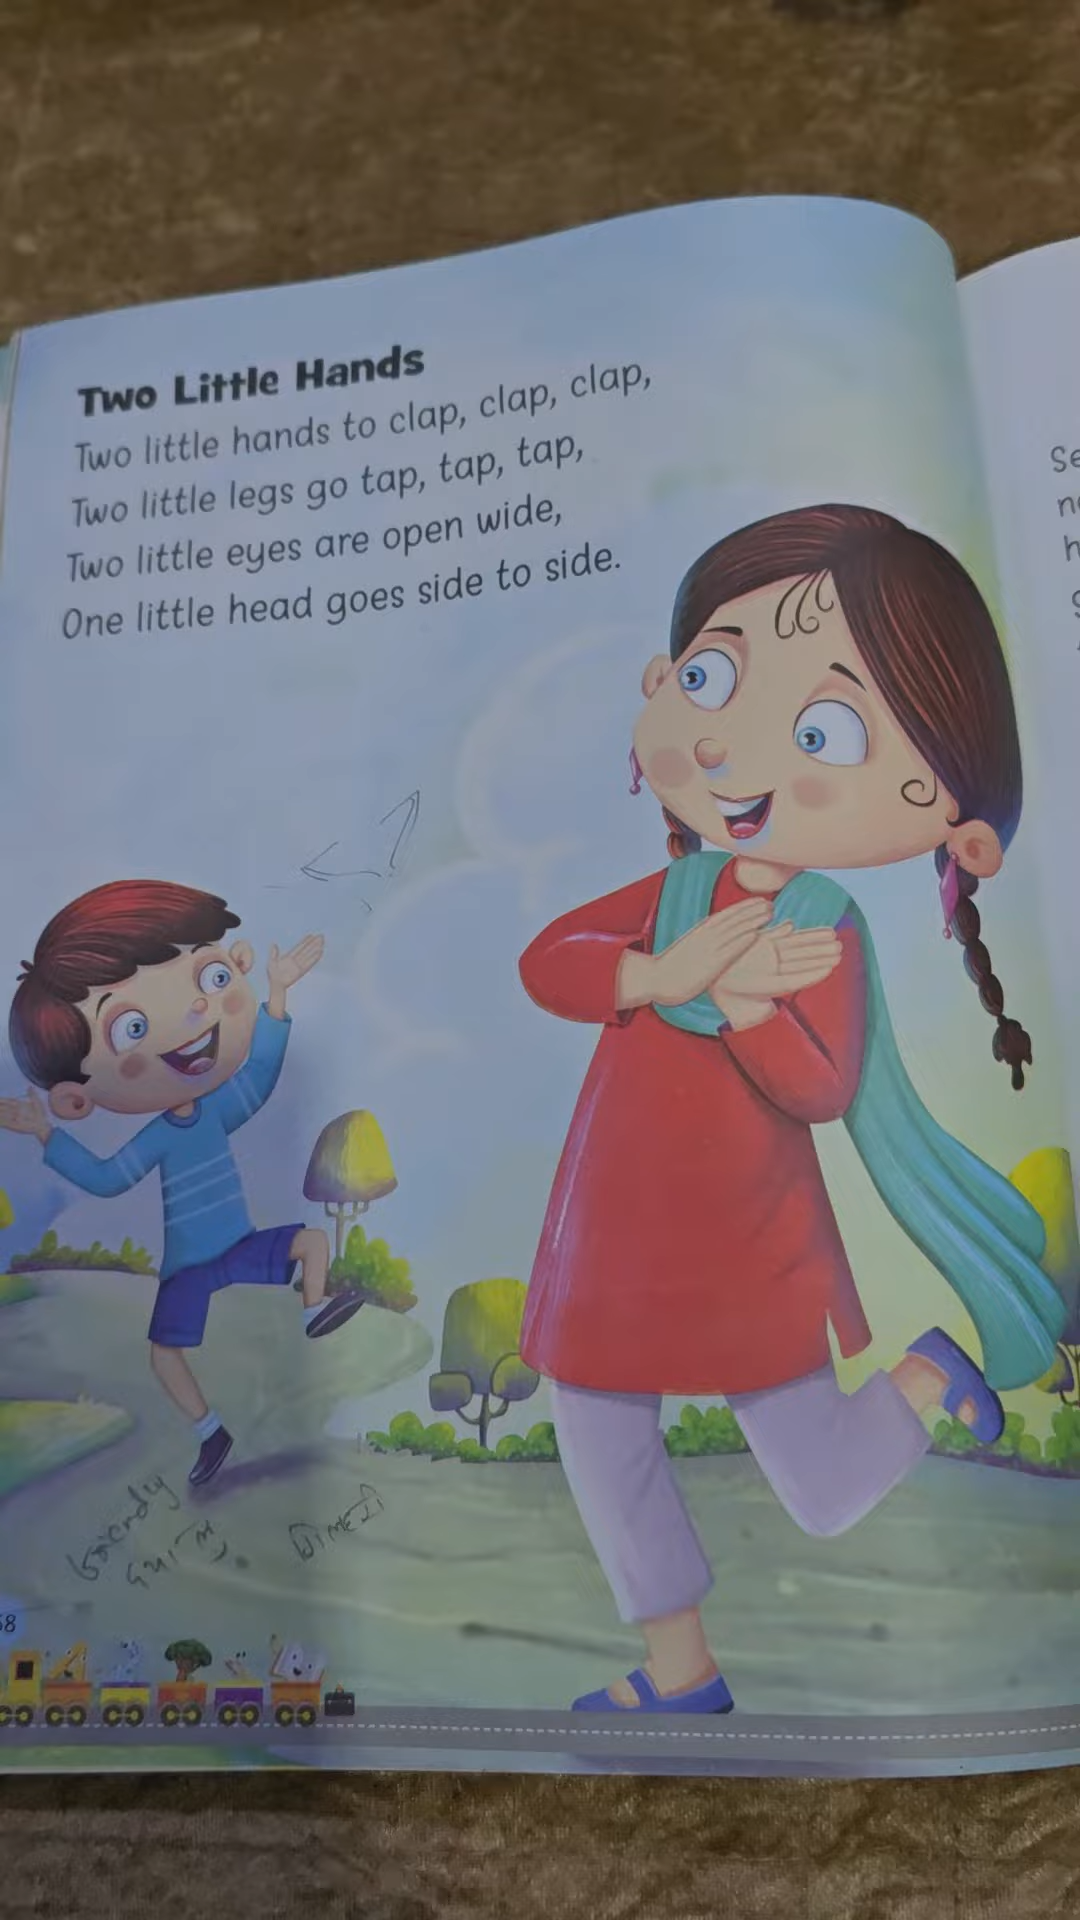 Two Little Hands
Two little hands to clap, clap, clap,
Two little legs go tap, tap, tap,
Two little eyes are open wide,
One little head goes side to side.